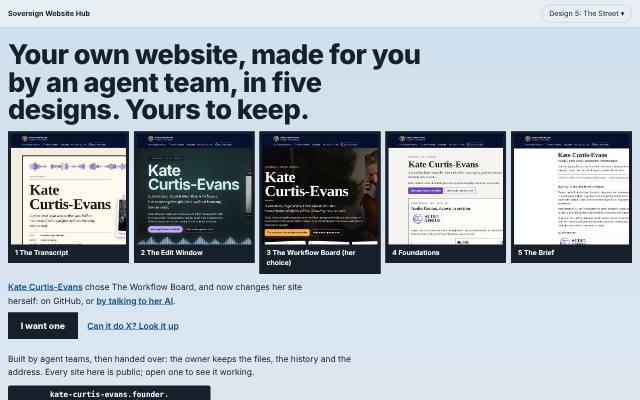 Sovereign Website Hub
Design 5: The Street ▾
Your own website, made for you
by an agent team, in five
designs. Yours to keep.
Kate
Curtis-Evans
Kate
Curtis-Evans
Kate
Curtis-Evans
Kate Curtis-Evans
Kate Curtis-Evans
1 The Transcript
2 The Edit Window
3 The Workflow Board (her
choice)
4 Foundations
5 The Brief
Kate Curtis-Evans chose The Workflow Board, and now changes her site
herself: on GitHub, or by talking to her AI.
I want one
Can it do X? Look it up
Built by agent teams, then handed over: the owner keeps the files, the history and the
address. Every site here is public; open one to see it working.
kate-curtis-evans.founder.